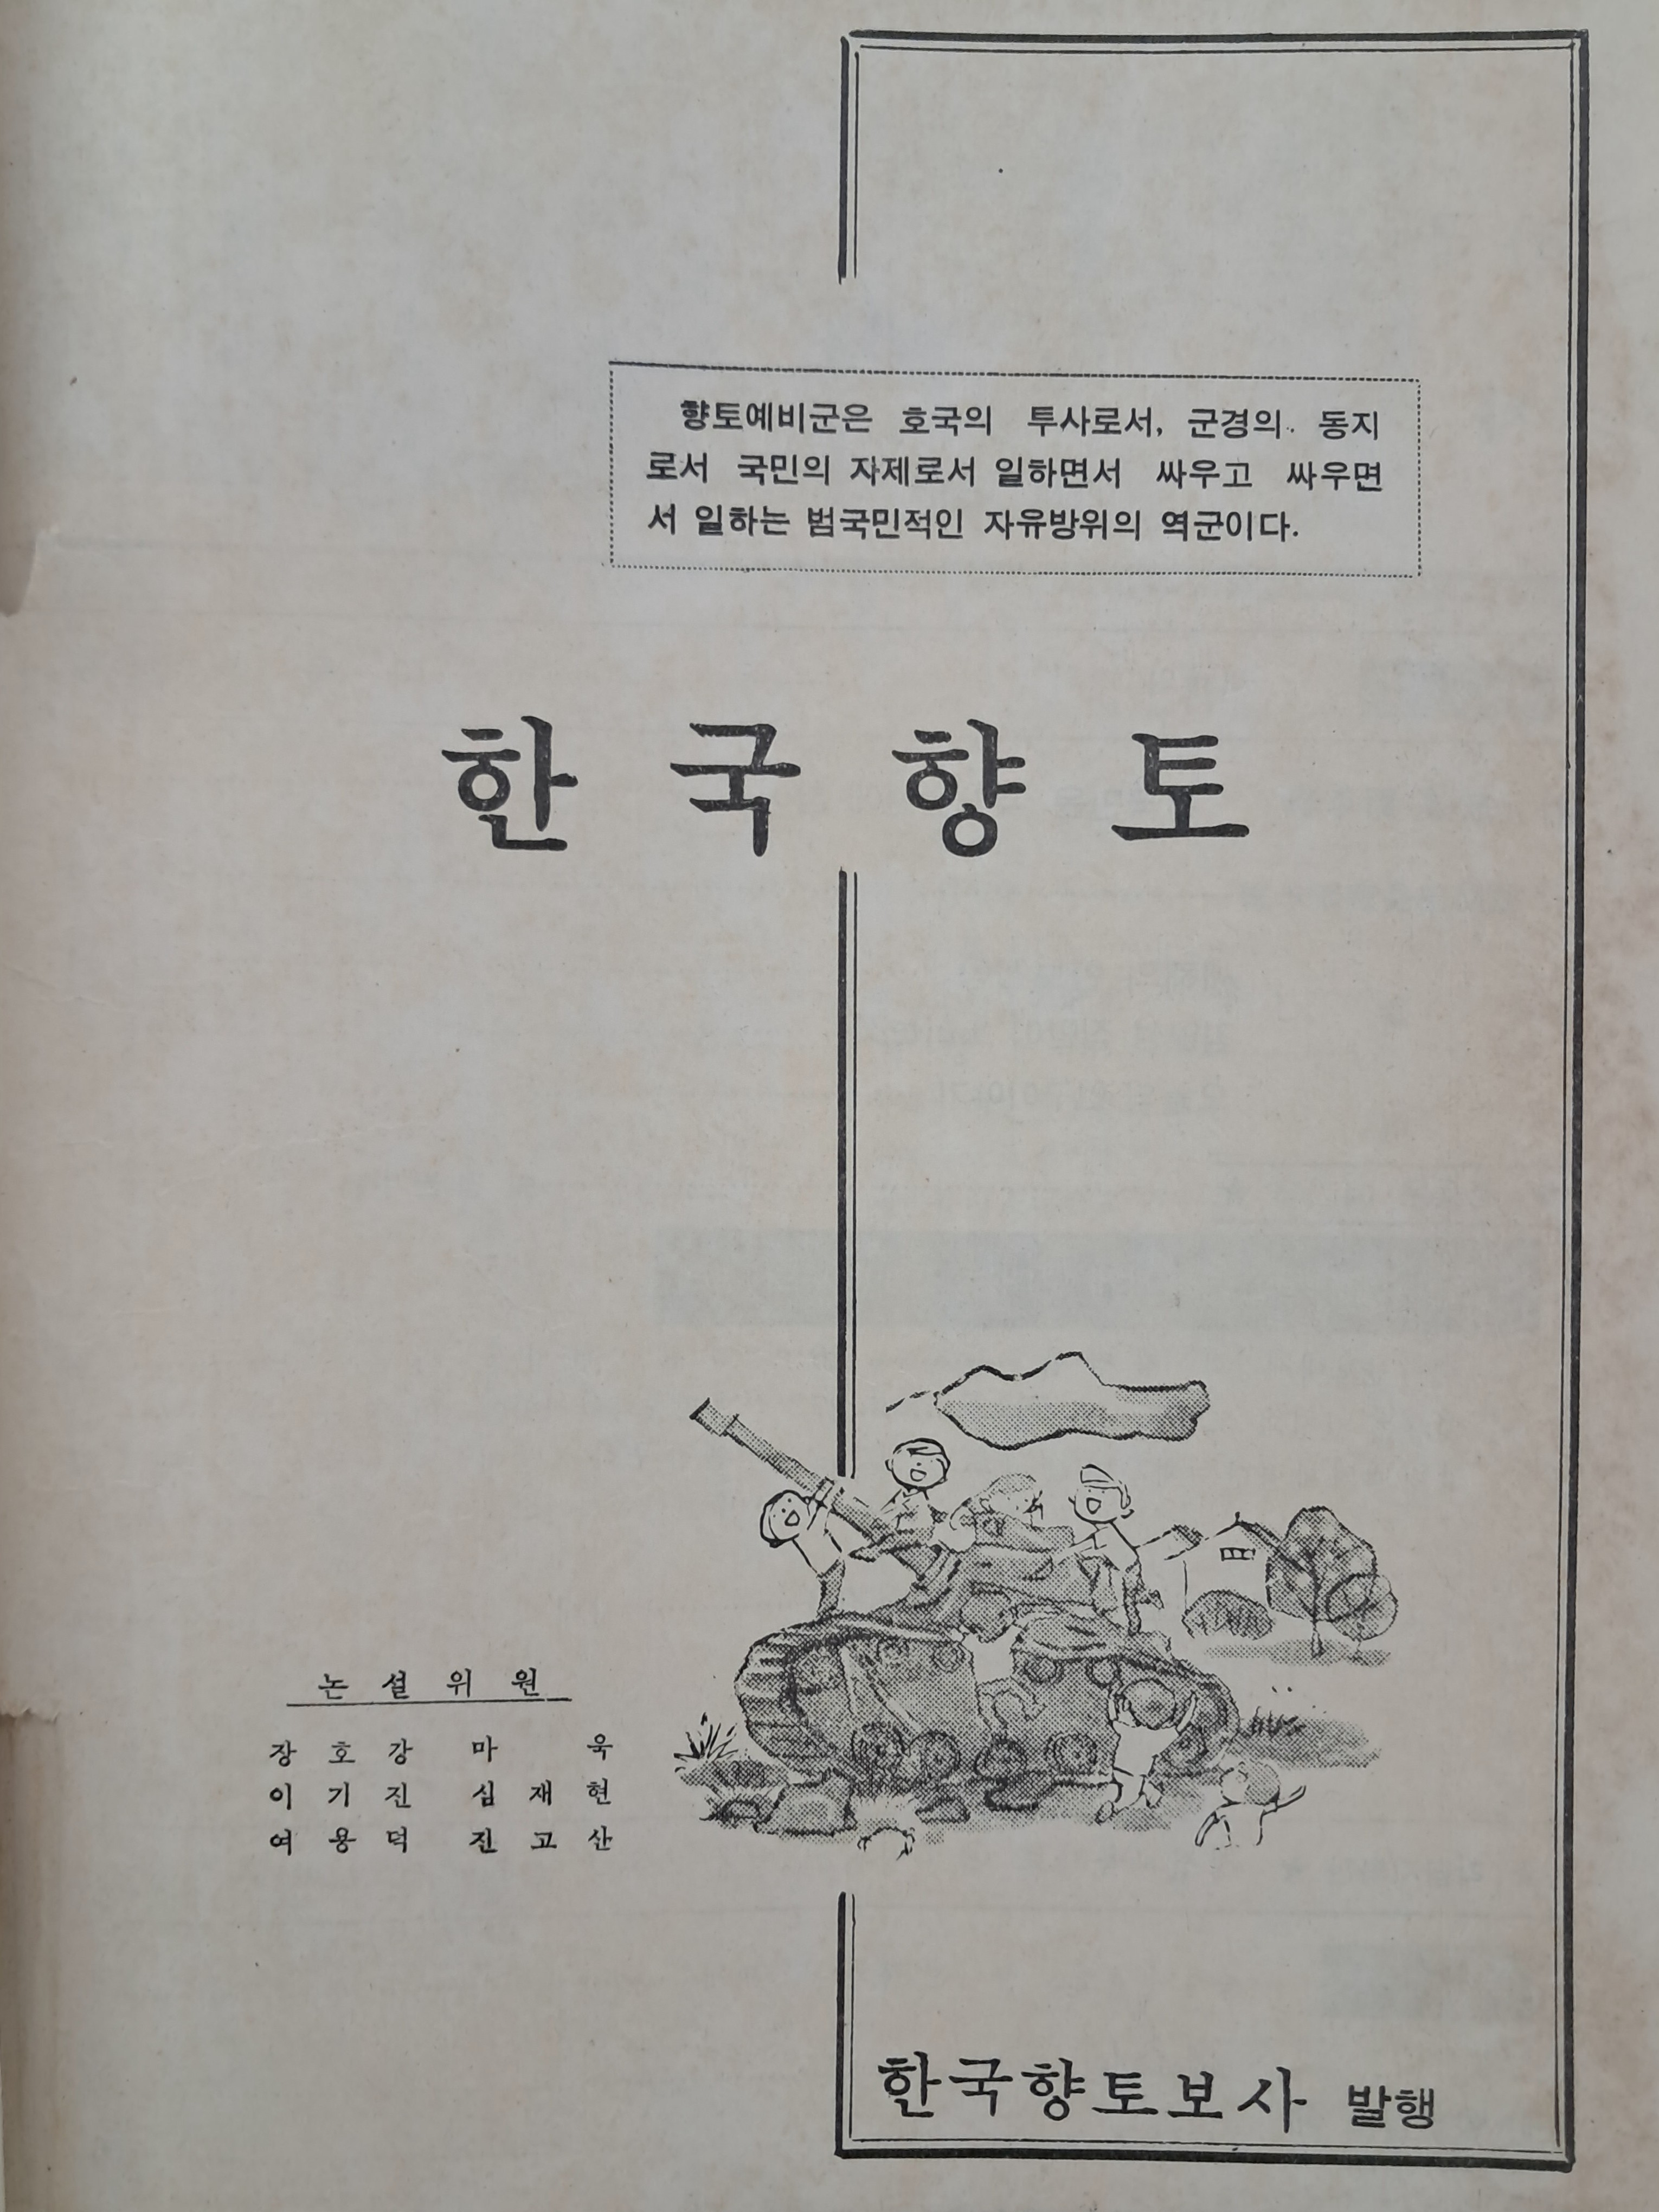 향토예비군은 호국의 투사로서, 군경의 동지
로서 국민의 자제로서 일하면서 싸우고 싸우면
서 일하는 범국민적인 자유방위의 역군이다.
한국향토
논설위원
장호강 마욱
이기진 심재현
여용덕 진고산
한국향토보사 발행